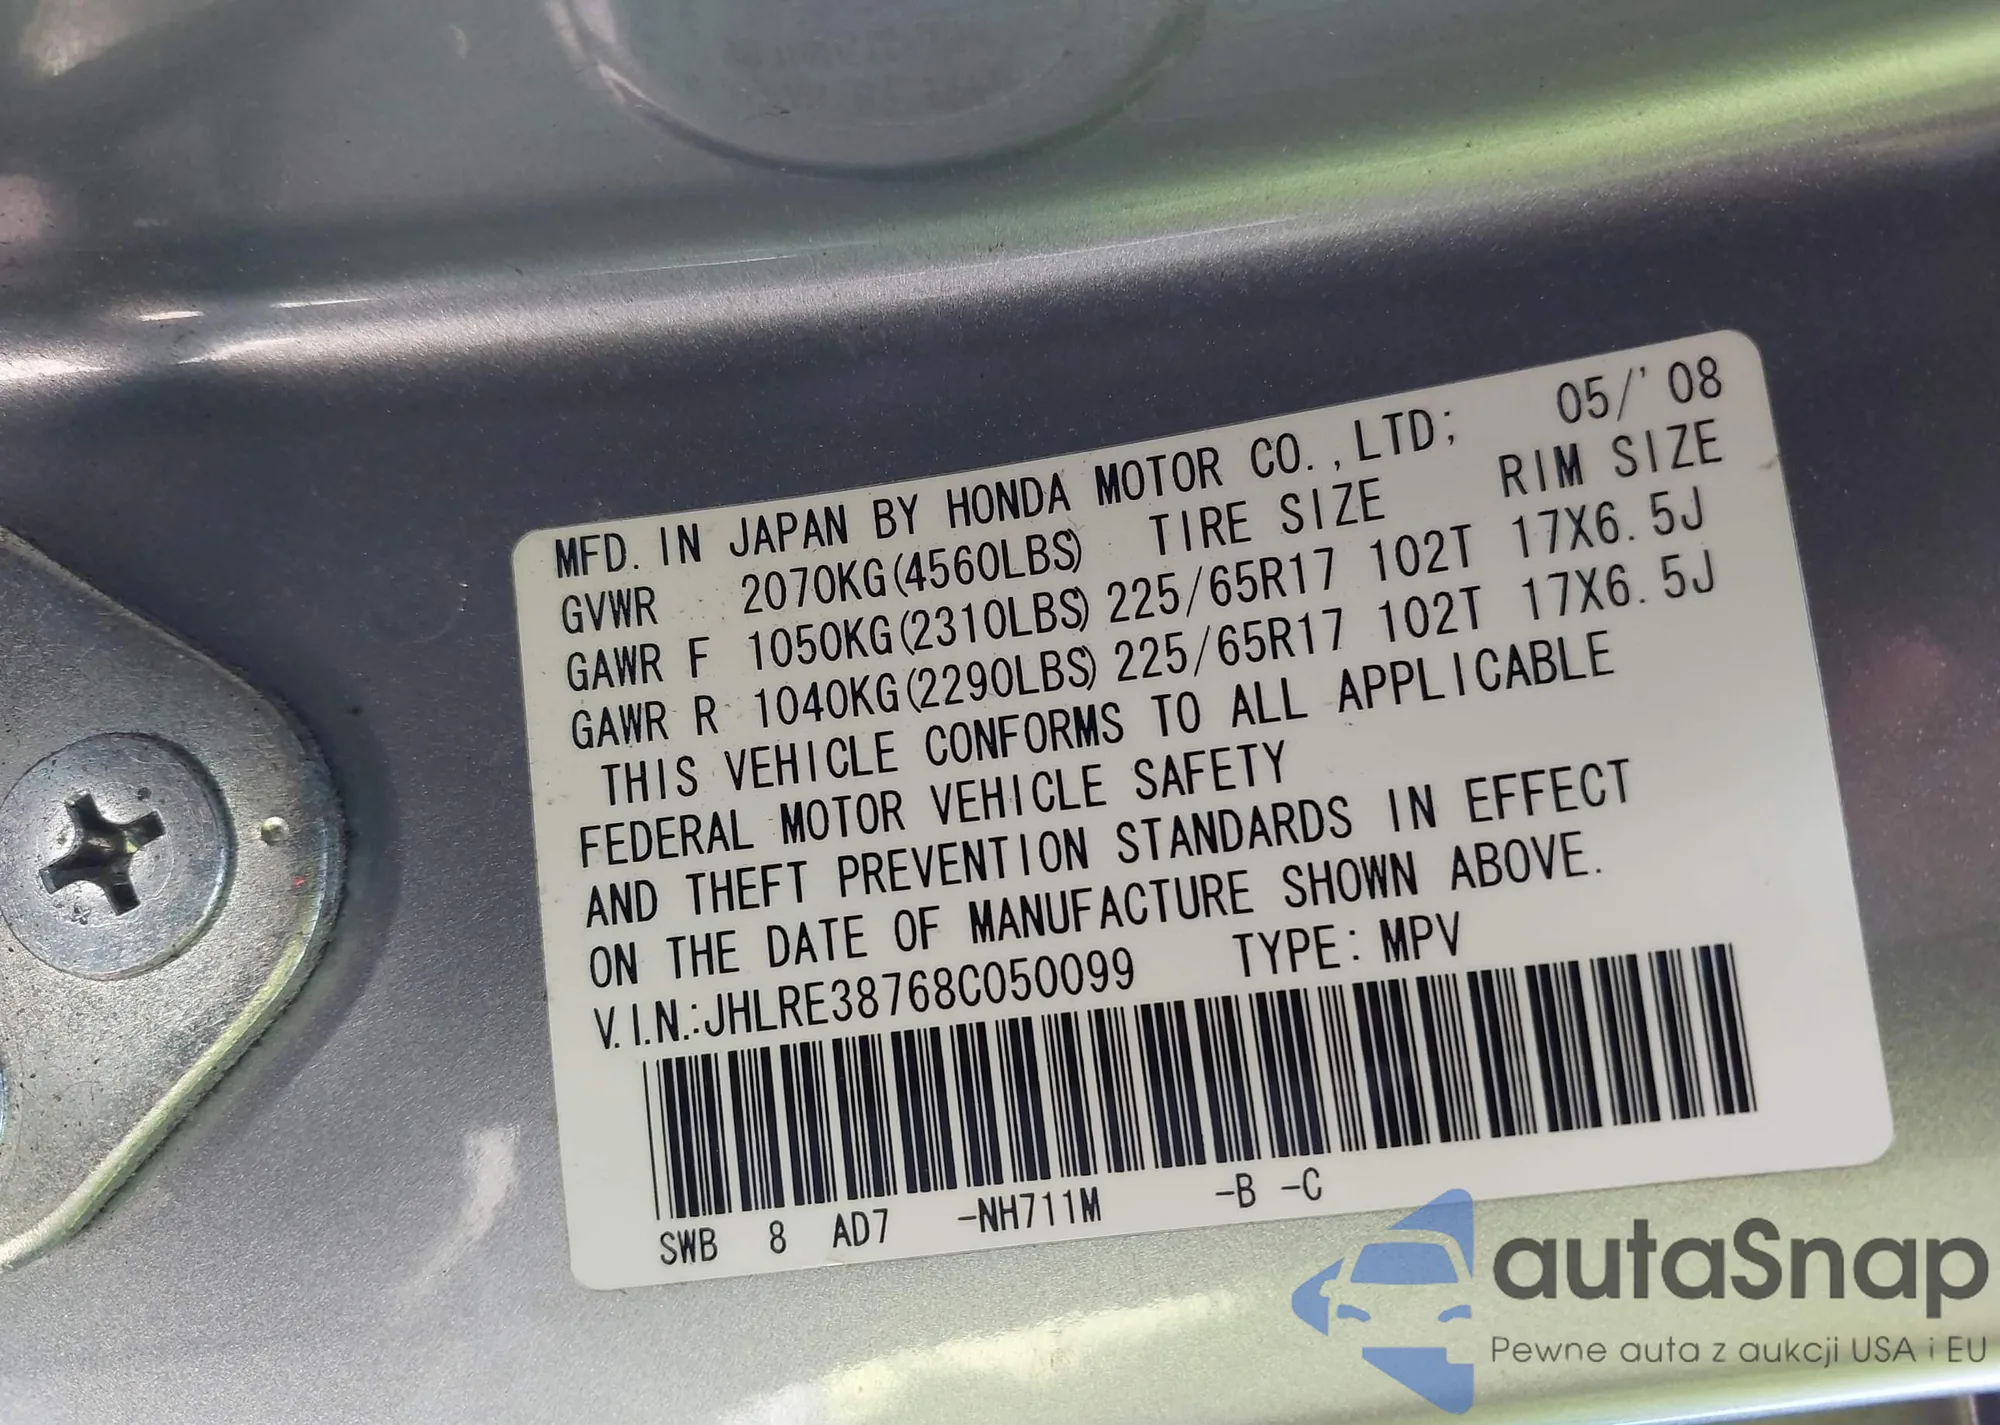 MFD. IN JAPAN BY HONDA MOTOR CO. ,LTD; 05/'08
GVWR 2070KG(4560LBS) TIRE SIZE RIM SIZE
GAWR F 1050KG(2310LBS) 225/65R17 102T 17X6.5J
GAWR R 1040KG(2290LBS) 225/65R17 102T 17X6.5J
THIS VEHICLE CONFORMS TO ALL APPLICABLE
FEDERAL MOTOR VEHICLE SAFETY
AND THEFT PREVENTION STANDARDS IN EFFECT
ON THE DATE OF MANUFACTURE SHOWN ABOVE.
V.I.N.:JHLRE38768C050099 TYPE: MPV
SWB 8 AD7 -NH711M -B -C
autaSnap
Pewne auta z aukcji USA i EU